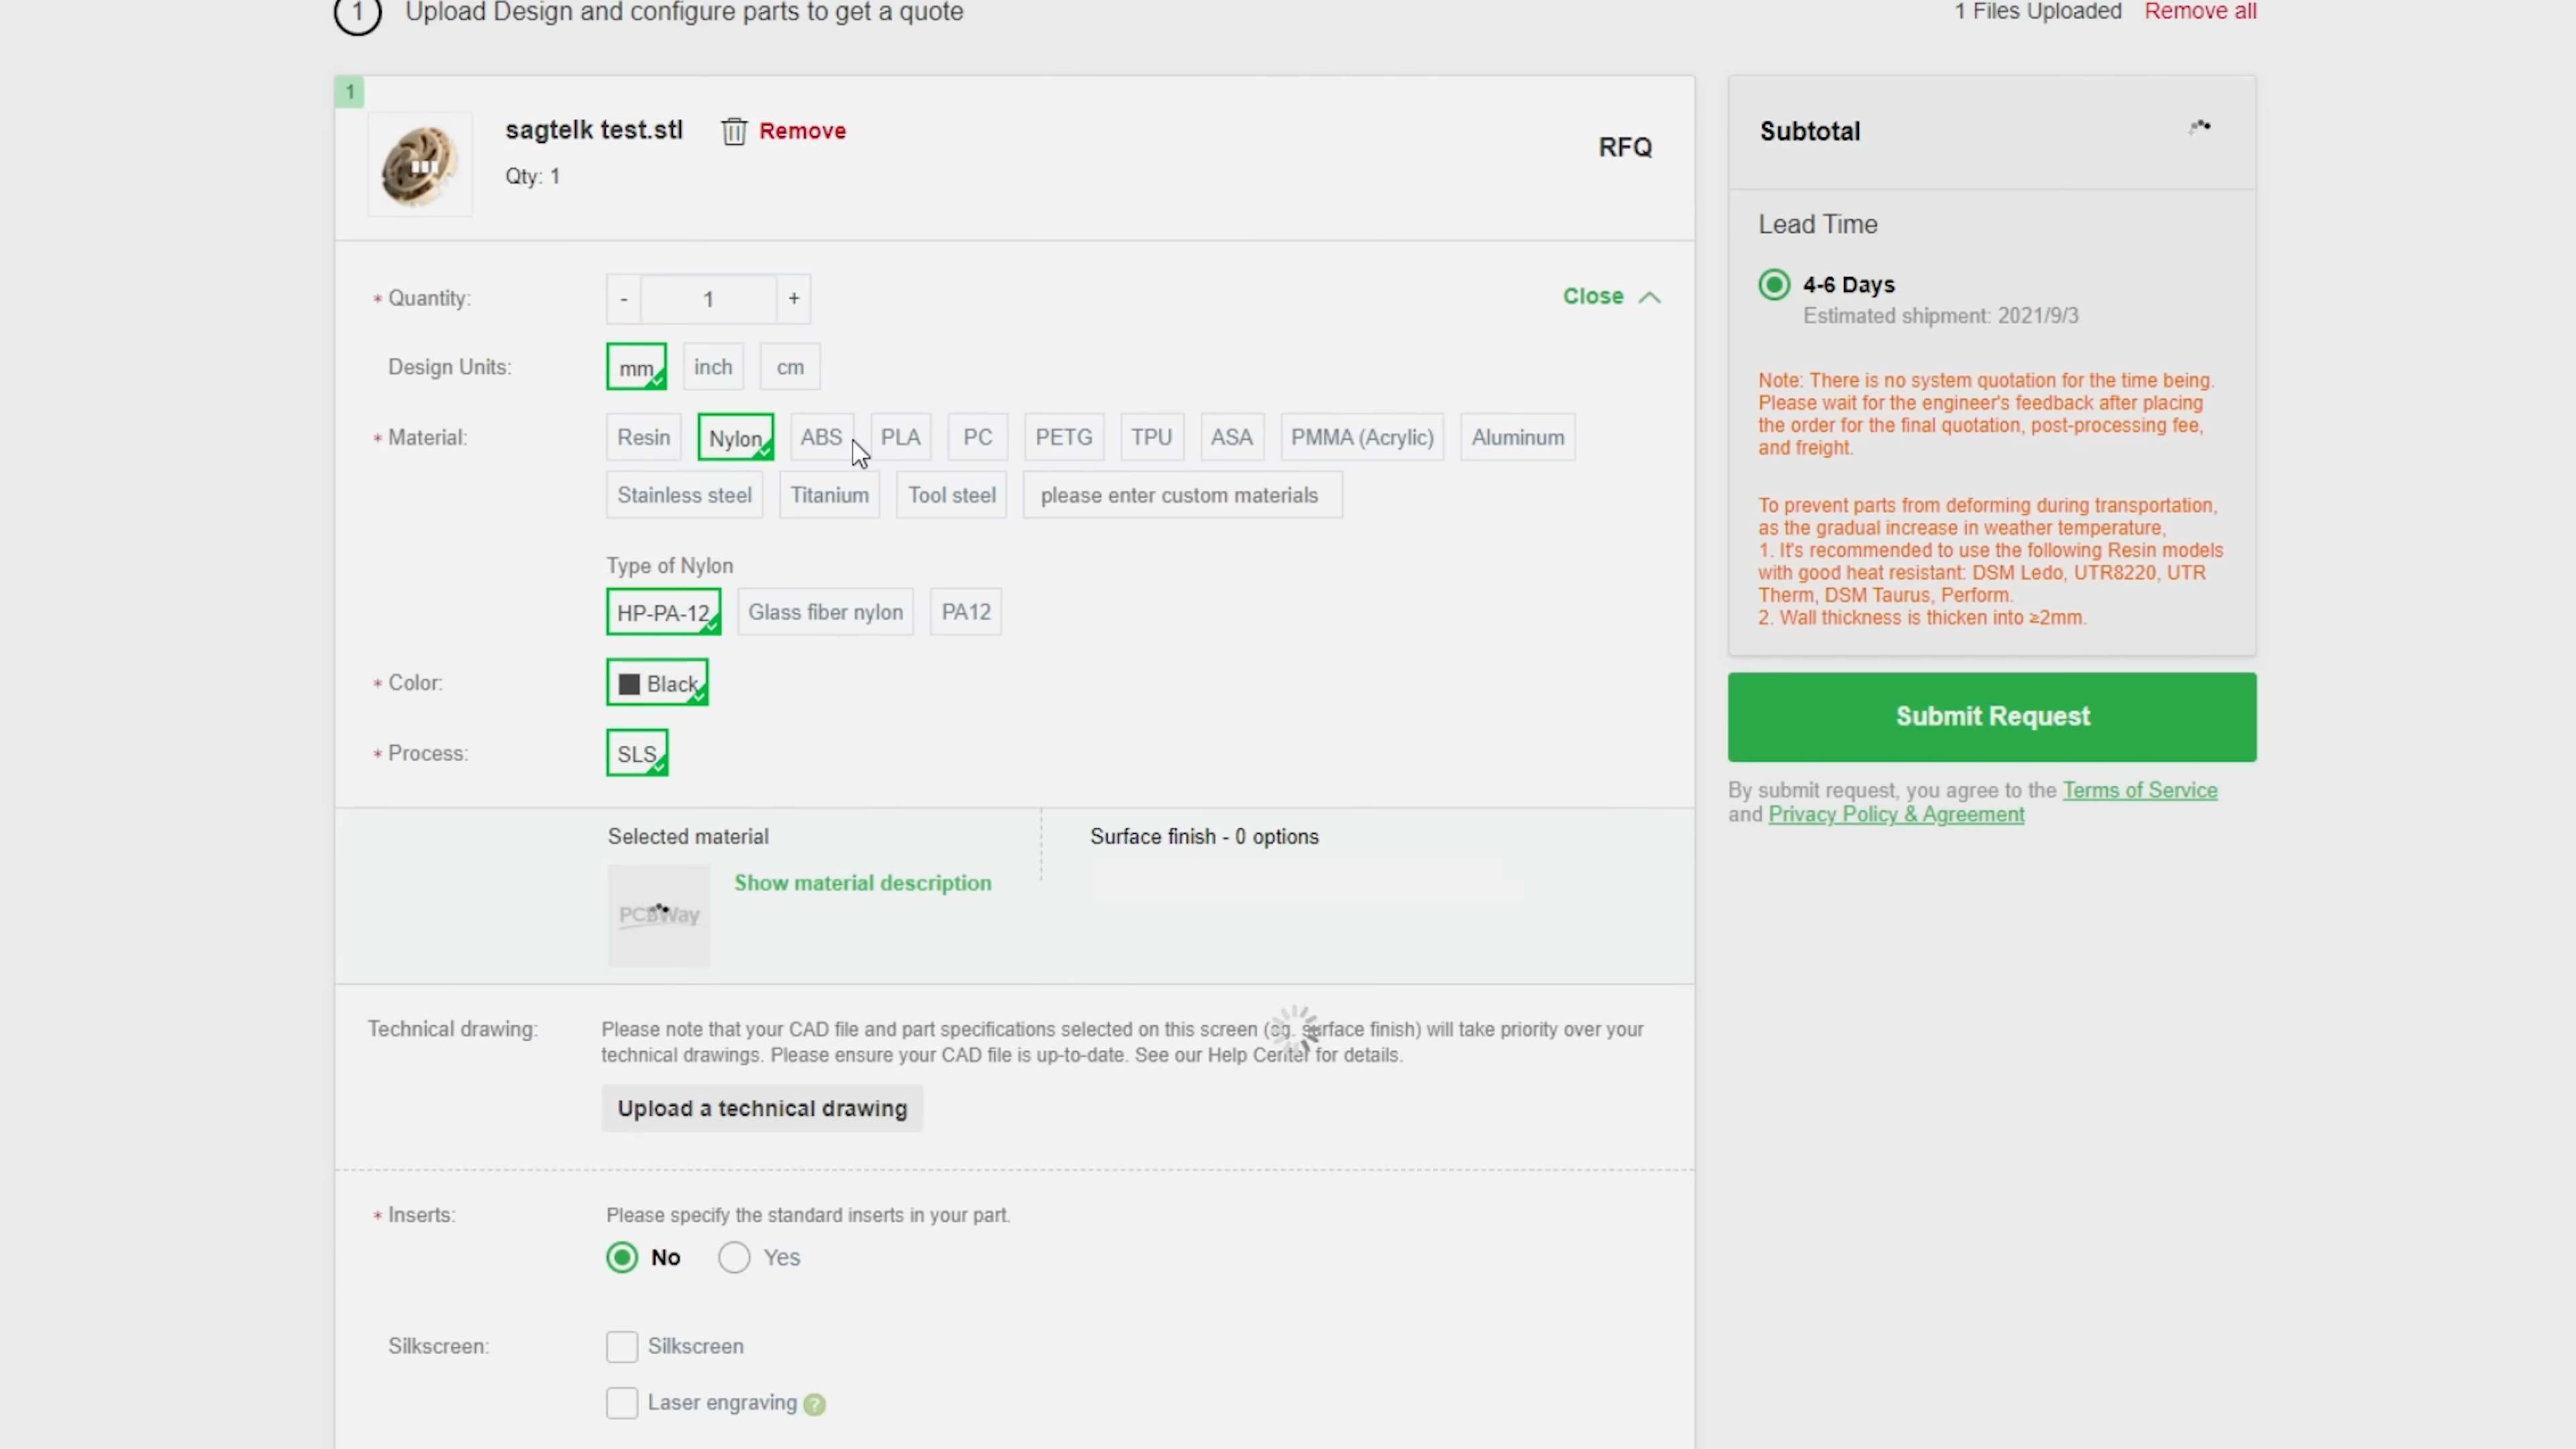 1 Upload Design and configure parts to get a quote
1 Files Uploaded Remove all
1
sagtelk test.stl Remove
Qty: 1
RFQ
* Quantity: - 1 +
Close
Design Units: mm inch cm
* Material: Resin Nylon ABS PLA PC PETG TPU ASA PMMA (Acrylic) Aluminum
Stainless steel Titanium Tool steel please enter custom materials
Type of Nylon
HP-PA-12 Glass fiber nylon PA12
* Color: Black
* Process: SLS
Selected material
Show material description
PCBWay
Surface finish - 0 options
Technical drawing: Please note that your CAD file and part specifications selected on this screen (eg. surface finish) will take priority over your
technical drawings. Please ensure your CAD file is up-to-date. See our Help Center for details.
Upload a technical drawing
* Inserts: Please specify the standard inserts in your part.
No Yes
Silkscreen: Silkscreen
Laser engraving ?
Subtotal
Lead Time
4-6 Days
Estimated shipment: 2021/9/3
Note: There is no system quotation for the time being.
Please wait for the engineer's feedback after placing
the order for the final quotation, post-processing fee,
and freight.
To prevent parts from deforming during transportation,
as the gradual increase in weather temperature,
1. It's recommended to use the following Resin models
with good heat resistant: DSM Ledo, UTR8220, UTR
Therm, DSM Taurus, Perform.
2. Wall thickness is thicken into ≥2mm.
Submit Request
By submit request, you agree to the Terms of Service
and Privacy Policy & Agreement